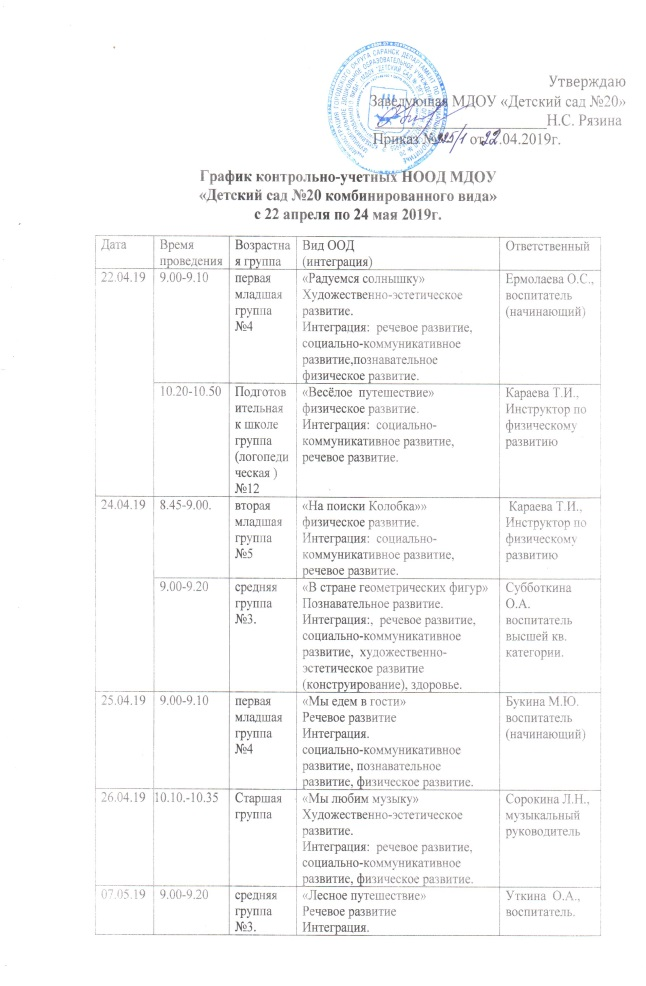 Утверждаю
Заведующая МДОУ «Детский сад №20»
Н.С. Рязина
Приказ № 225/1 от 22.04.2019г.
График контрольно-учетных НООД МДОУ
«Детский сад №20 комбинированного вида»
с 22 апреля по 24 мая 2019г.
Дата
Время
проведения
Возрастна
я группа
Вид ООД
(интеграция)
Ответственный
22.04.19
9.00-9.10
первая
младшая
группа
№4
«Радуемся солнышку»
Художественно-эстетическое
развитие.
Интеграция: речевое развитие,
социально-коммуникативное
развитие,познавательное
физическое развитие.
Ермолаева О.С.,
воспитатель
(начинающий)
10.20-10.50
Подготов
ительная
к школе
группа
(логопеди
ческая )
№12
«Весёлое путешествие»
физическое развитие.
Интеграция: социально-
коммуникативное развитие,
речевое развитие.
Караева Т.И.,
Инструктор по
физическому
развитию
24.04.19
8.45-9.00.
вторая
младшая
группа
№5
«На поиски Колобка»»
физическое развитие.
Интеграция: социально-
коммуникативное развитие,
речевое развитие.
Караева Т.И.,
Инструктор по
физическому
развитию
9.00-9.20
средняя
группа
№3.
«В стране геометрических фигур»
Познавательное развитие.
Интеграция:, речевое развитие,
социально-коммуникативное
развитие, художественно-
эстетическое развитие
(конструирование), здоровье.
Субботкина
О.А.
воспитатель
высшей кв.
категории.
25.04.19
9.00-9.10
первая
младшая
группа
№4
«Мы едем в гости»
Речевое развитие
Интеграция.
социально-коммуникативное
развитие, познавательное
развитие, физическое развитие.
Букина М.Ю.
воспитатель
(начинающий)
26.04.19
10.10.-10.35
Старшая
группа
«Мы любим музыку»
Художественно-эстетическое
развитие.
Интеграция: речевое развитие,
социально-коммуникативное
развитие, физическое развитие.
Сорокина Л.Н.,
музыкальный
руководитель
07.05.19
9.00-9.20
средняя
группа
№3.
«Лесное путешествие»
Речевое развитие
Интеграция.
Уткина О.А.,
воспитатель.